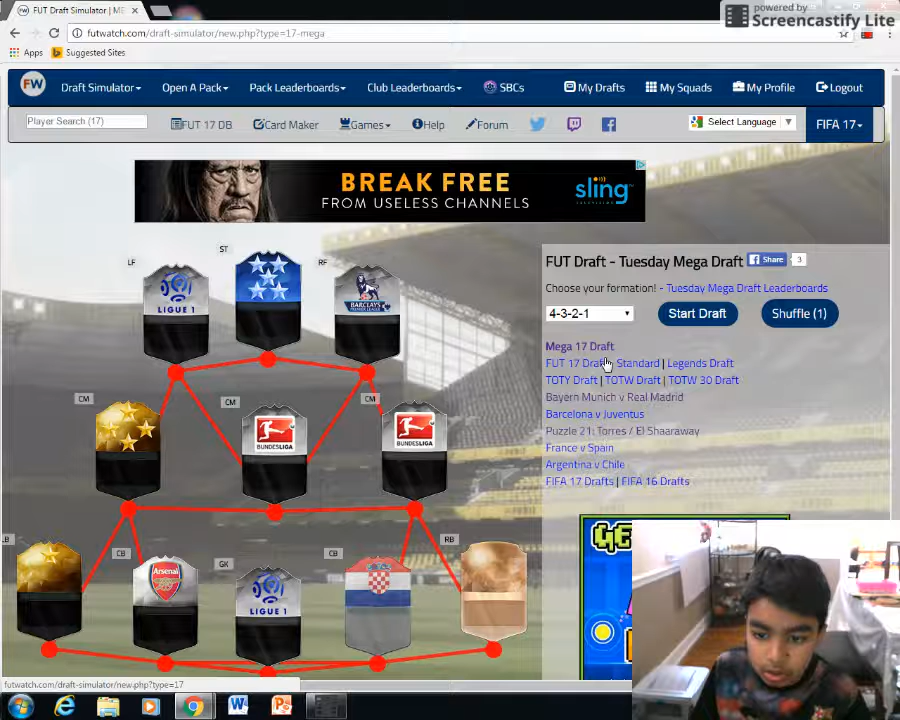 FUT Draft Simulator | ME
powered by
Screencastify Lite
futwatch.com/draft-simulator/new.php?type=17-mega
Apps Suggested Sites
FW Draft Simulator Open A Pack Pack Leaderboards Club Leaderboards SBCs My Drafts My Squads My Profile Logout
Player Search (17) FUT 17 DB Card Maker Games Help Forum Select Language FIFA 17
BREAK FREE
FROM USELESS CHANNELS
sling
TELEVISION
LF
ST
RF
LIGUE 1
BARCLAYS
PREMIER LEAGUE
FUT Draft - Tuesday Mega Draft Share 3
Choose your formation! - Tuesday Mega Draft Leaderboards
4-3-2-1 Start Draft Shuffle (1)
Mega 17 Draft
FUT 17 Draft Standard | Legends Draft
TOTY Draft | TOTW Draft | TOTW 30 Draft
Bayern Munich v Real Madrid
Barcelona v Juventus
Puzzle 21: Torres / El Shaaraway
France v Spain
Argentina v Chile
FIFA 17 Drafts | FIFA 16 Drafts
CM
CM
CM
BUNDESLIGA
BUNDESLIGA
LB
CB
GK
CB
RB
Arsenal
LIGUE 1
futwatch.com/draft-simulator/new.php?type=17